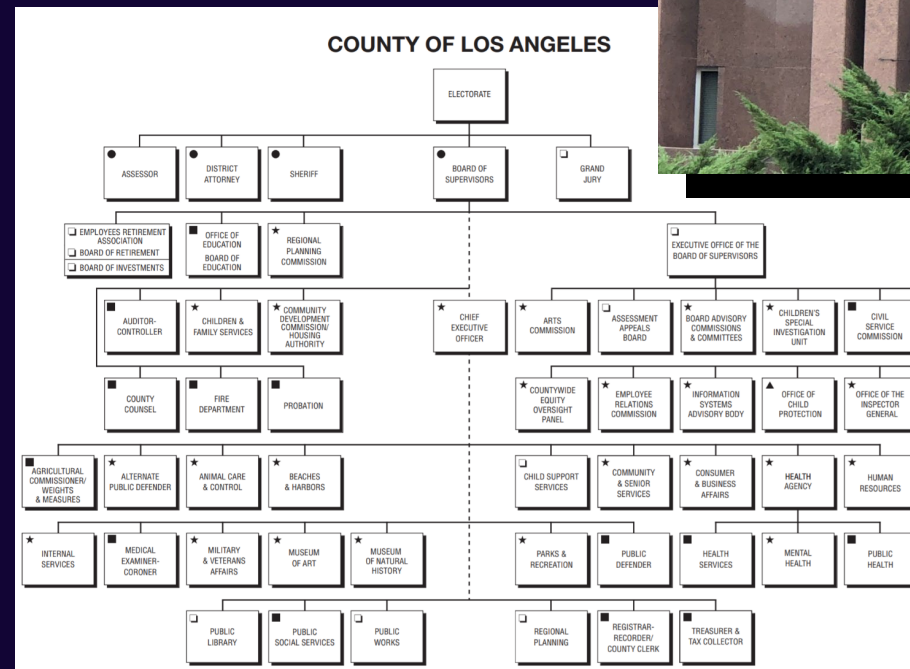 COUNTY OF LOS ANGELES
ELECTORATE
ASSESSOR
DISTRICT
ATTORNEY
SHERIFF
BOARD OF
SUPERVISORS
GRAND
JURY
EMPLOYEES RETIREMENT
ASSOCIATION
BOARD OF RETIREMENT
BOARD OF INVESTMENTS
OFFICE OF
EDUCATION
BOARD OF
EDUCATION
REGIONAL
PLANNING
COMMISSION
EXECUTIVE OFFICE OF THE
BOARD OF SUPERVISORS
AUDITOR-
CONTROLLER
CHILDREN &
FAMILY SERVICES
COMMUNITY
DEVELOPMENT
COMMISSION/
HOUSING
AUTHORITY
CHIEF
EXECUTIVE
OFFICER
ARTS
COMMISSION
ASSESSMENT
APPEALS
BOARD
BOARD ADVISORY
COMMISSIONS
& COMMITTEES
CHILDREN'S
SPECIAL
INVESTIGATION
UNIT
CIVIL
SERVICE
COMMISSION
COUNTY
COUNSEL
FIRE
DEPARTMENT
PROBATION
COUNTYWIDE
EQUITY
OVERSIGHT
PANEL
EMPLOYEE
RELATIONS
COMMISSION
INFORMATION
SYSTEMS
ADVISORY BODY
OFFICE OF
CHILD
PROTECTION
OFFICE OF THE
INSPECTOR
GENERAL
AGRICULTURAL
COMMISSIONER/
WEIGHTS
& MEASURES
ALTERNATE
PUBLIC DEFENDER
ANIMAL CARE
& CONTROL
BEACHES
& HARBORS
CHILD SUPPORT
SERVICES
COMMUNITY
& SENIOR
SERVICES
CONSUMER
& BUSINESS
AFFAIRS
HEALTH
AGENCY
HUMAN
RESOURCES
INTERNAL
SERVICES
MEDICAL
EXAMINER-
CORONER
MILITARY
& VETERANS
AFFAIRS
MUSEUM
OF ART
MUSEUM
OF NATURAL
HISTORY
PARKS &
RECREATION
PUBLIC
DEFENDER
HEALTH
SERVICES
MENTAL
HEALTH
PUBLIC
HEALTH
PUBLIC
LIBRARY
PUBLIC
SOCIAL SERVICES
PUBLIC
WORKS
REGIONAL
PLANNING
REGISTRAR-
RECORDER/
COUNTY CLERK
TREASURER &
TAX COLLECTOR